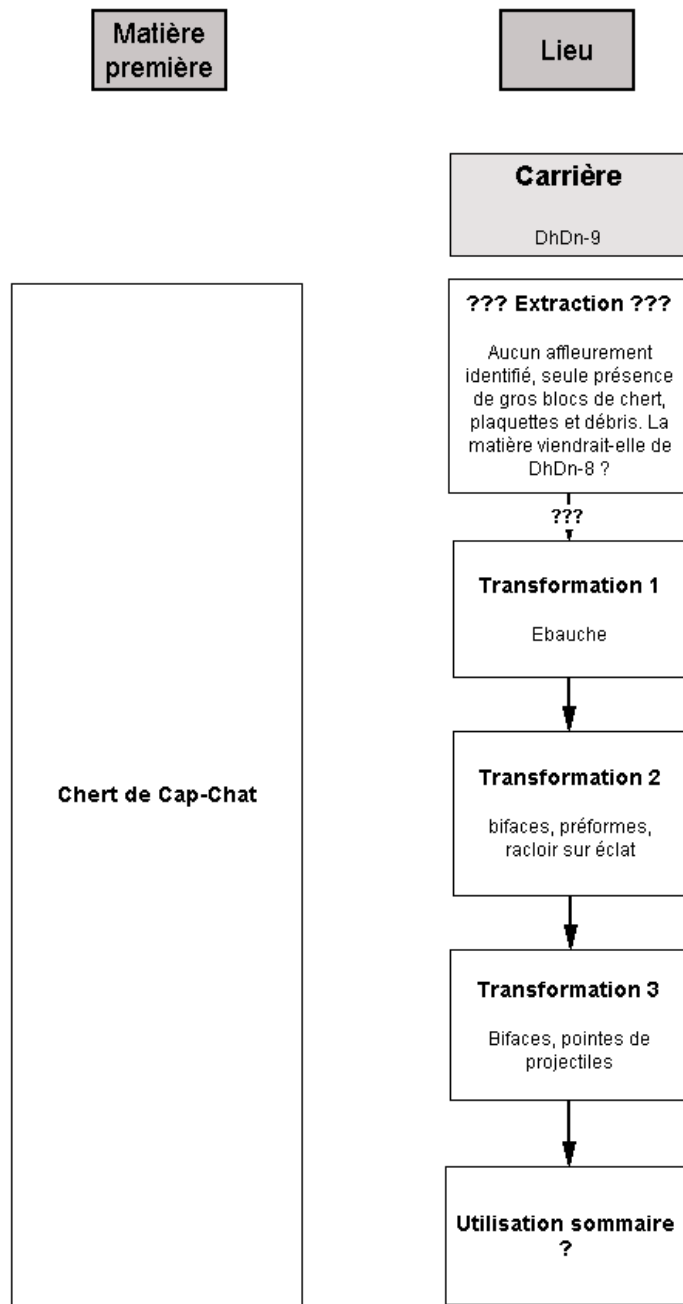 Matière
première
Lieu
Carrière
DhDn-9
??? Extraction ???
Aucun affleurement
identifié, seule présence
de gros blocs de chert,
plaquettes et débris. La
matière viendrait-elle de
DhDn-8 ?
???
Transformation 1
Ebauche
Transformation 2
bifaces, préformes,
racloir sur éclat
Chert de Cap-Chat
Transformation 3
Bifaces, pointes de
projectiles
Utilisation sommaire
?